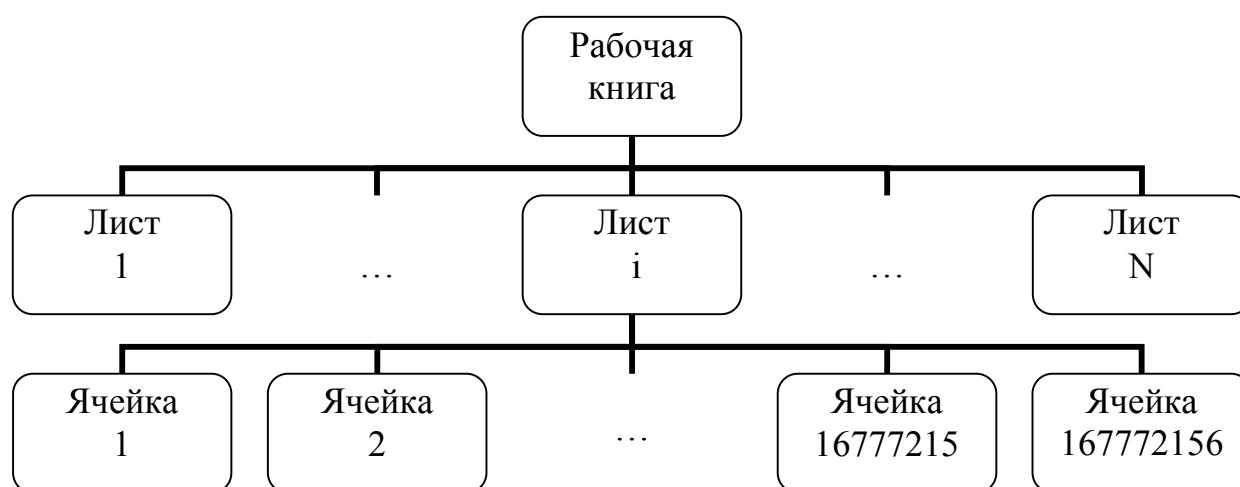 Рабочая
книга
Лист
1
…
Лист
i
…
Лист
N
Ячейка
1
Ячейка
2
…
Ячейка
16777215
Ячейка
167772156